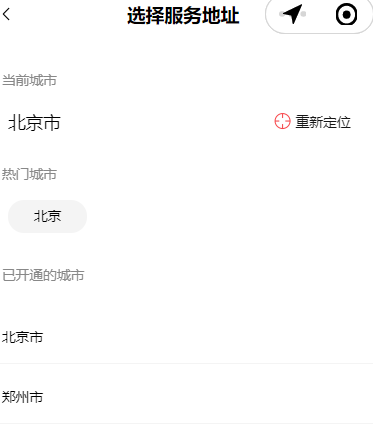 选择服务地址
当前城市
北京市
重新定位
热门城市
北京
已开通的城市
北京市
郑州市